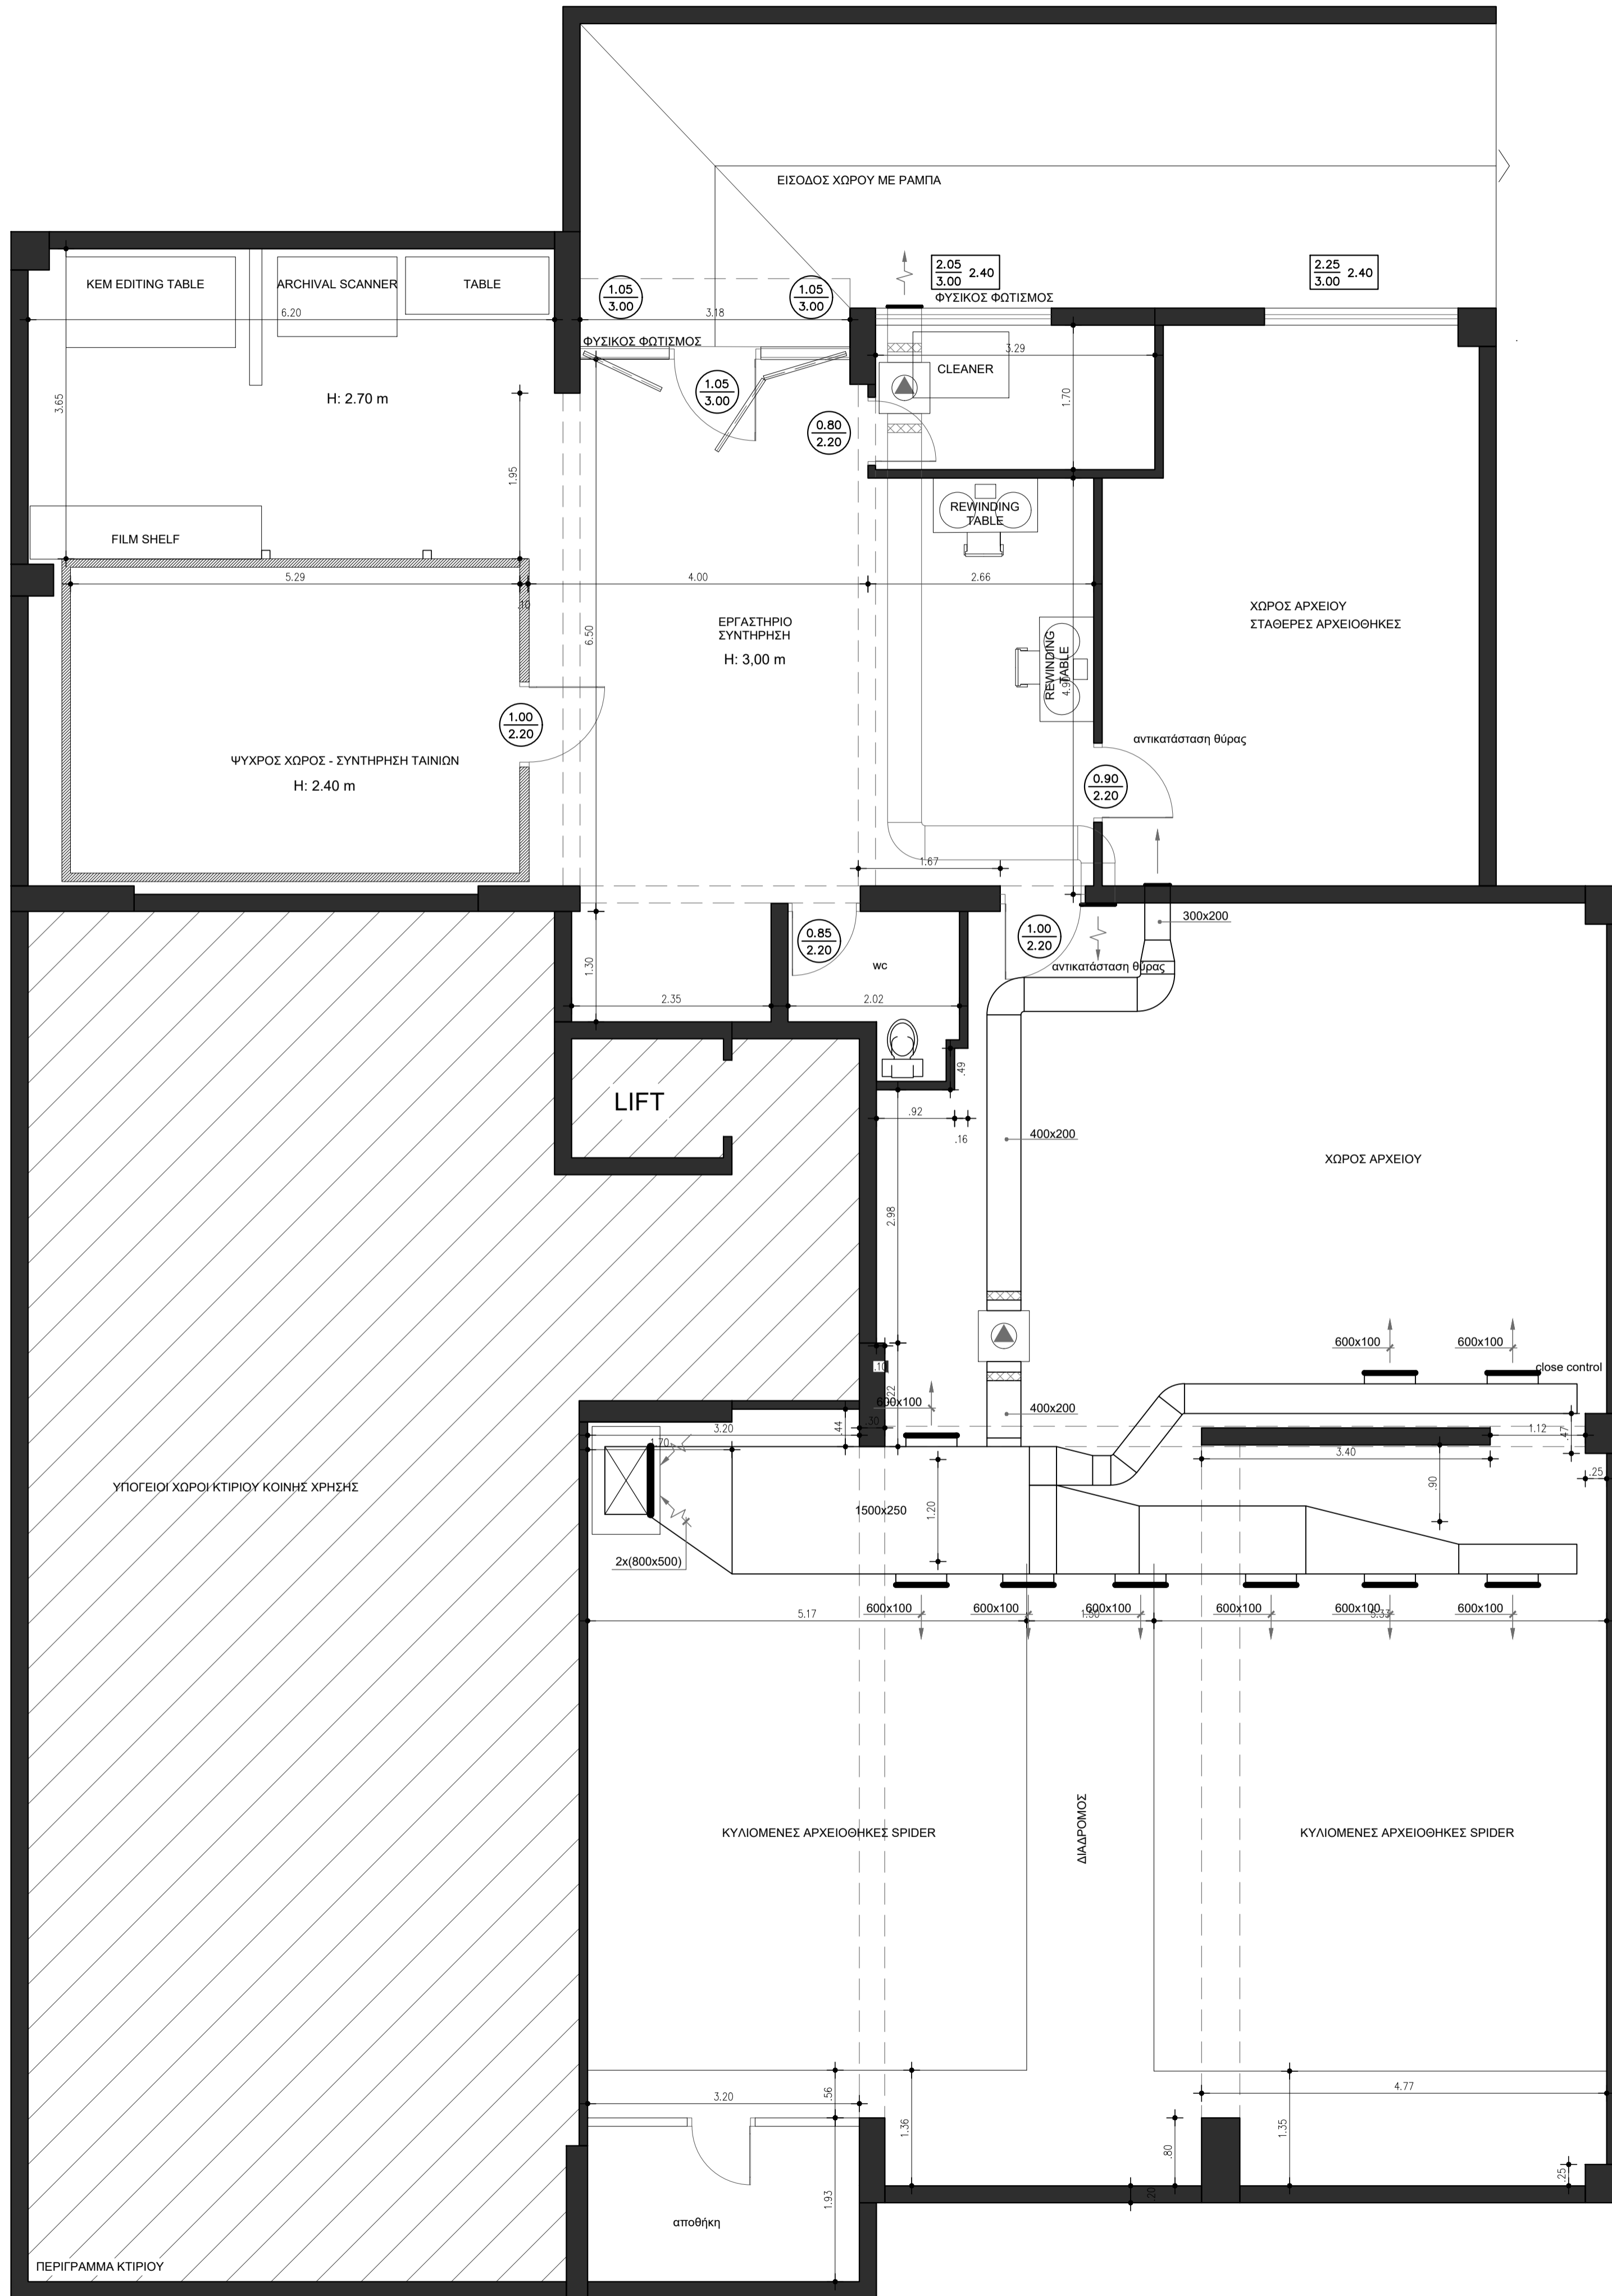 ΕΙΣΟΔΟΣ ΧΩΡΟΥ ΜΕ ΡΑΜΠΑ
KEM EDITING TABLE
ARCHIVAL SCANNER
TABLE
6.20
3.65
H: 2.70 m
1.95
FILM SHELF
1.05
3.00
1.05
3.00
3.18
ΦΥΣΙΚΟΣ ΦΩΤΙΣΜΟΣ
1.05
3.00
2.05
3.00
2.40
ΦΥΣΙΚΟΣ ΦΩΤΙΣΜΟΣ
2.25
3.00
2.40
3.29
CLEANER
1.70
0.80
2.20
REWINDING
TABLE
5.29
.10
4.00
2.66
6.50
ΕΡΓΑΣΤΗΡΙΟ
ΣΥΝΤΗΡΗΣΗ
H: 3,00 m
REWINDING
TABLE
ΧΩΡΟΣ ΑΡΧΕΙΟΥ
ΣΤΑΘΕΡΕΣ ΑΡΧΕΙΟΘΗΚΕΣ
1.00
2.20
ΨΥΧΡΟΣ ΧΩΡΟΣ - ΣΥΝΤΗΡΗΣΗ ΤΑΙΝΙΩΝ
H: 2.40 m
αντικατάσταση θύρας
0.90
2.20
1.67
300x200
0.85
2.20
wc
1.00
2.20
αντικατάσταση θύρας
1.30
2.35
2.02
.49
.92
.16
LIFT
400x200
ΧΩΡΟΣ ΑΡΧΕΙΟΥ
2.98
600x100
600x100
close control
.10
600x100
400x200
.44
.30
3.20
1.70
3.40
1.12
.47
.25
.90
ΥΠΟΓΕΙΟΙ ΧΩΡΟΙ ΚΤΙΡΙΟΥ ΚΟΙΝΗΣ ΧΡΗΣΗΣ
1500x250
1.20
2x(800x500)
5.17
600x100
600x100
600x100
600x100
600x100
600x100
ΚΥΛΙΟΜΕΝΕΣ ΑΡΧΕΙΟΘΗΚΕΣ SPIDER
ΔΙΑΔΡΟΜΟΣ
ΚΥΛΙΟΜΕΝΕΣ ΑΡΧΕΙΟΘΗΚΕΣ SPIDER
3.20
.56
1.36
4.77
1.35
.80
.25
.20
1.93
αποθήκη
ΠΕΡΙΓΡΑΜΜΑ ΚΤΙΡΙΟΥ